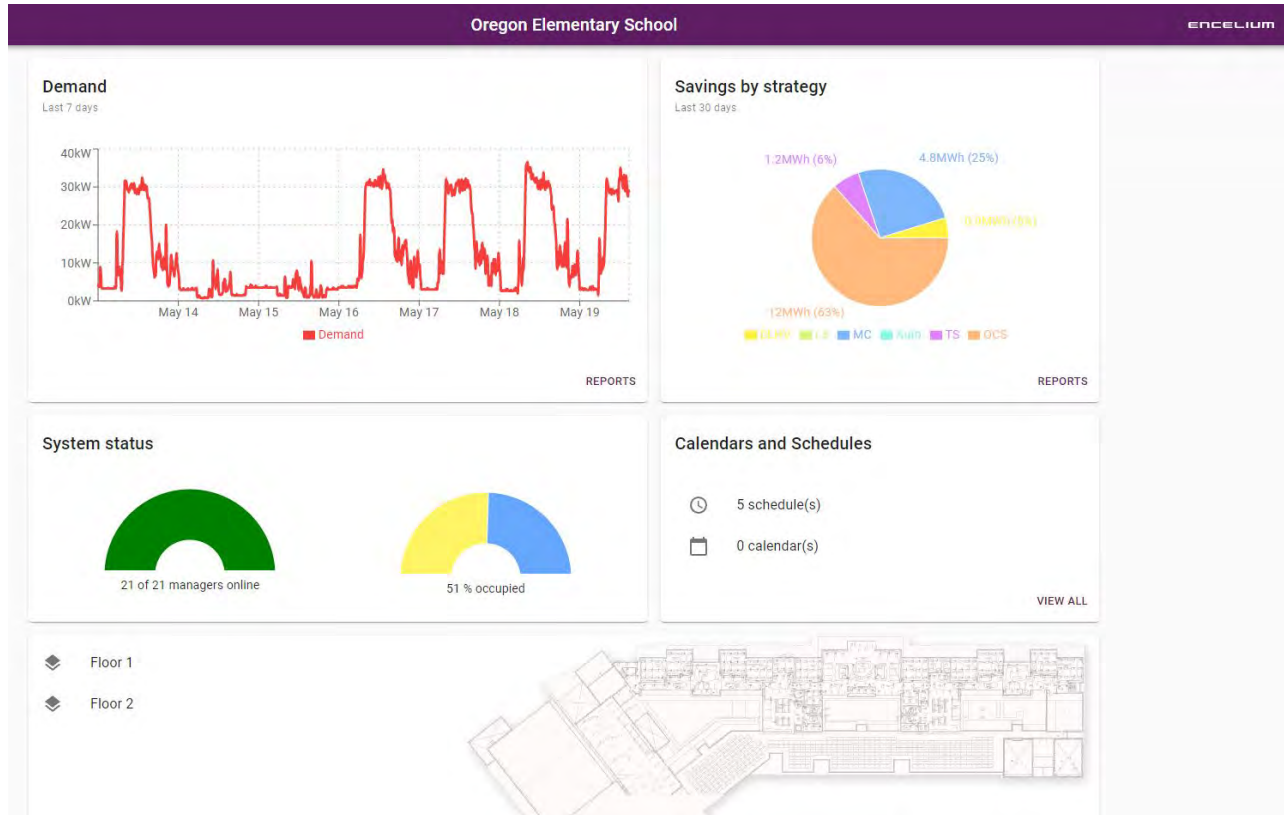 Oregon Elementary School
ENCELIUM
Demand
Last 7 days
40kW
30kW
20kW
10kW
0kW
May 14 May 15 May 16 May 17 May 18 May 19
Demand
REPORTS
Savings by strategy
Last 30 days
1.2MWh (6%)
4.8MWh (25%)
12MWh (63%)
MC
TS
OCS
REPORTS
System status
21 of 21 managers online
51 % occupied
Calendars and Schedules
5 schedule(s)
0 calendar(s)
VIEW ALL
Floor 1
Floor 2